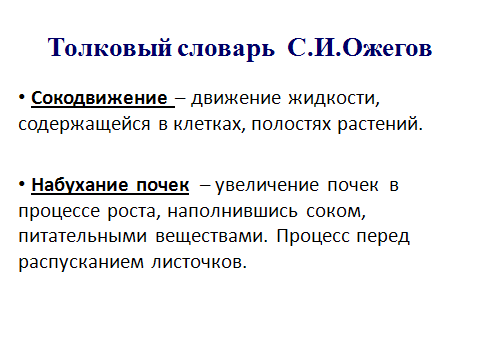 Толковый словарь С.И.Ожегов
• Сокодвижение – движение жидкости,
содержащейся в клетках, полостях растений.
• Набухание почек – увеличение почек в
процессе роста, наполнившись соком,
питательными веществами. Процесс перед
распусканием листочков.